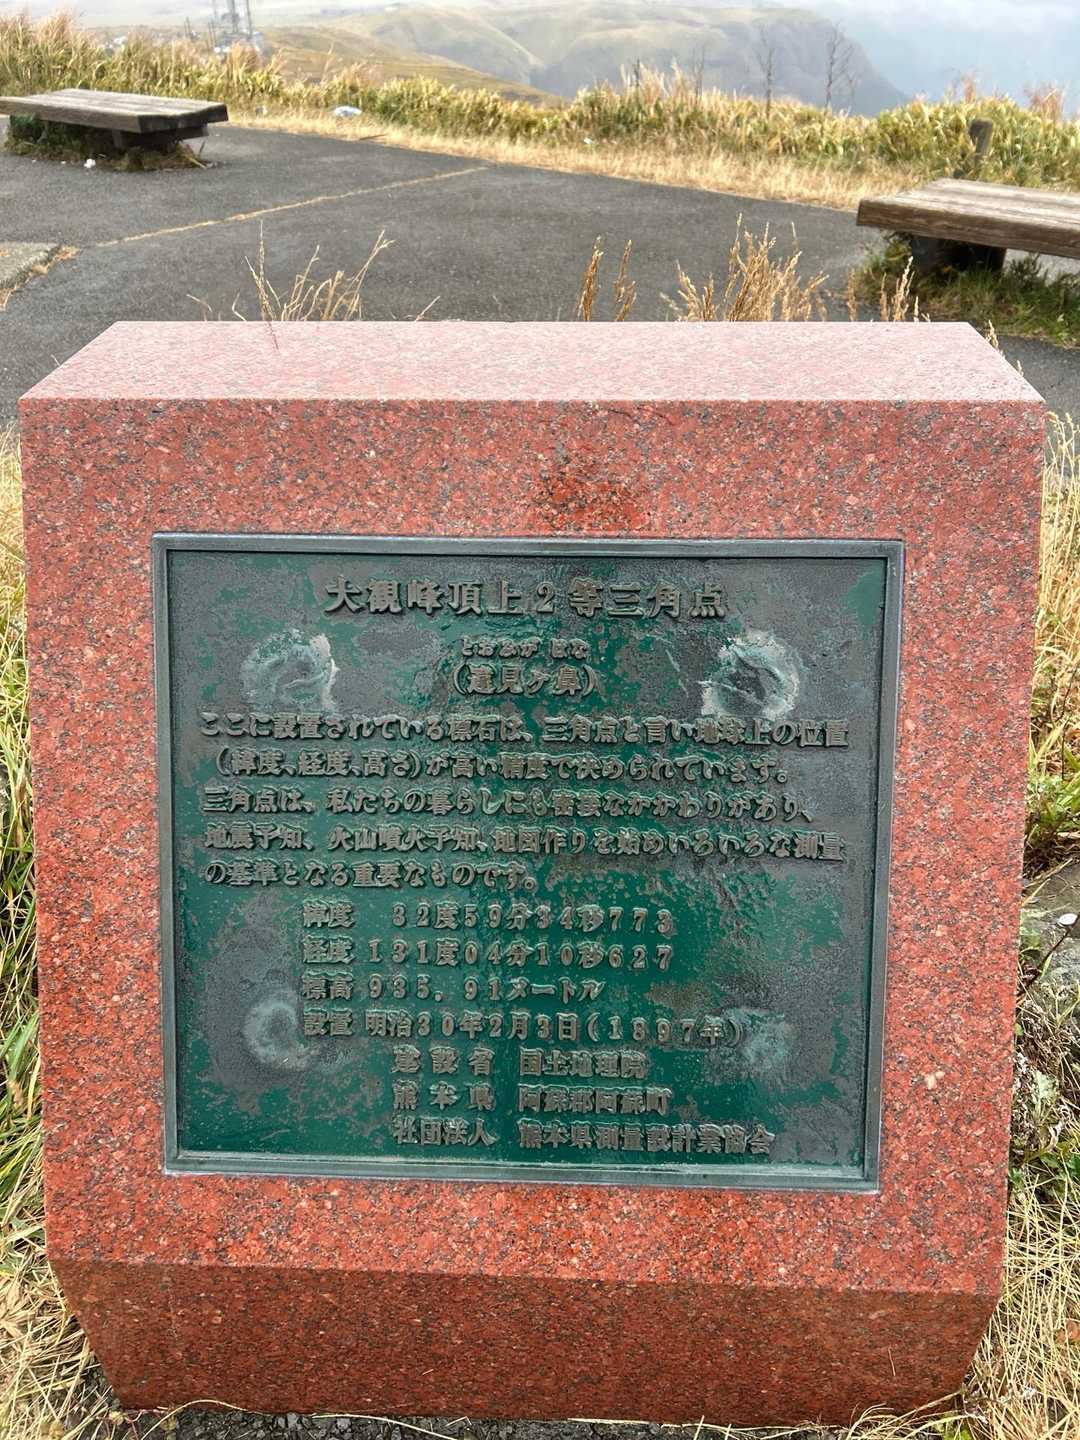 大観峰頂上2等三角点
とおみがはな
(遠見ヶ鼻)
ここに設置されている標石は、三角点と言い地球上の位置
(緯度、経度、高さ)が高い精度で決められています。
三角点は、私たちの暮らしにも密接なかかわりがあり、
地震予知、火山噴火予知、地図作りを始めいろいろな測量
の基準となる重要なものです。
緯度 32度59分34秒773
経度 131度04分10秒627
標高 935.91メートル
設置 明治30年2月3日(1897年)
建設省 国土地理院
熊本県 阿蘇郡阿蘇町
社団法人 熊本県測量設計業協会